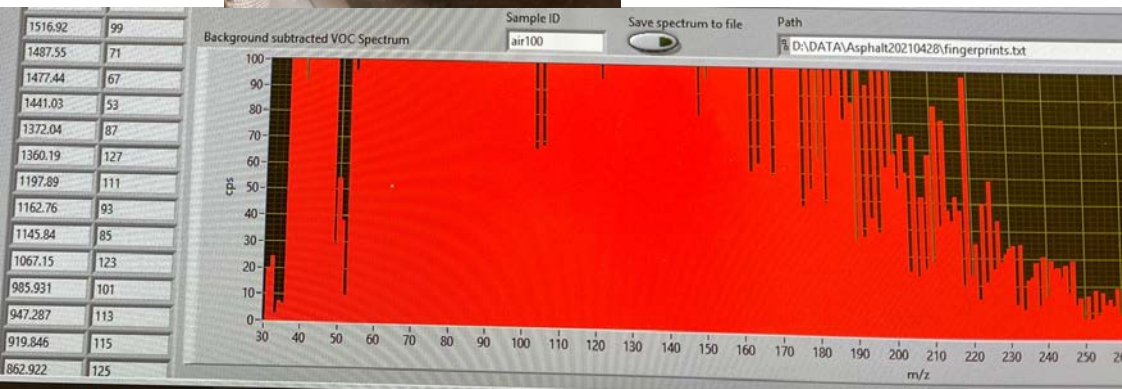 1516.92 99
1487.55 71
1477.44 67
1441.03 53
1372.04 87
1360.19 127
1197.89 111
1162.76 93
1145.84 85
1067.15 123
985.931 101
947.287 113
919.846 115
862.922 125
Sample ID
air100
Save spectrum to file
Path
D:\DATA\Asphalt20210428\fingerprints.txt
Background subtracted VOC Spectrum
cps
100
90
80
70
60
50
40
30
20
10
0
30 40 50 60 70 80 90 100 110 120 130 140 150 160 170 180 190 200 210 220 230 240 250
m/z